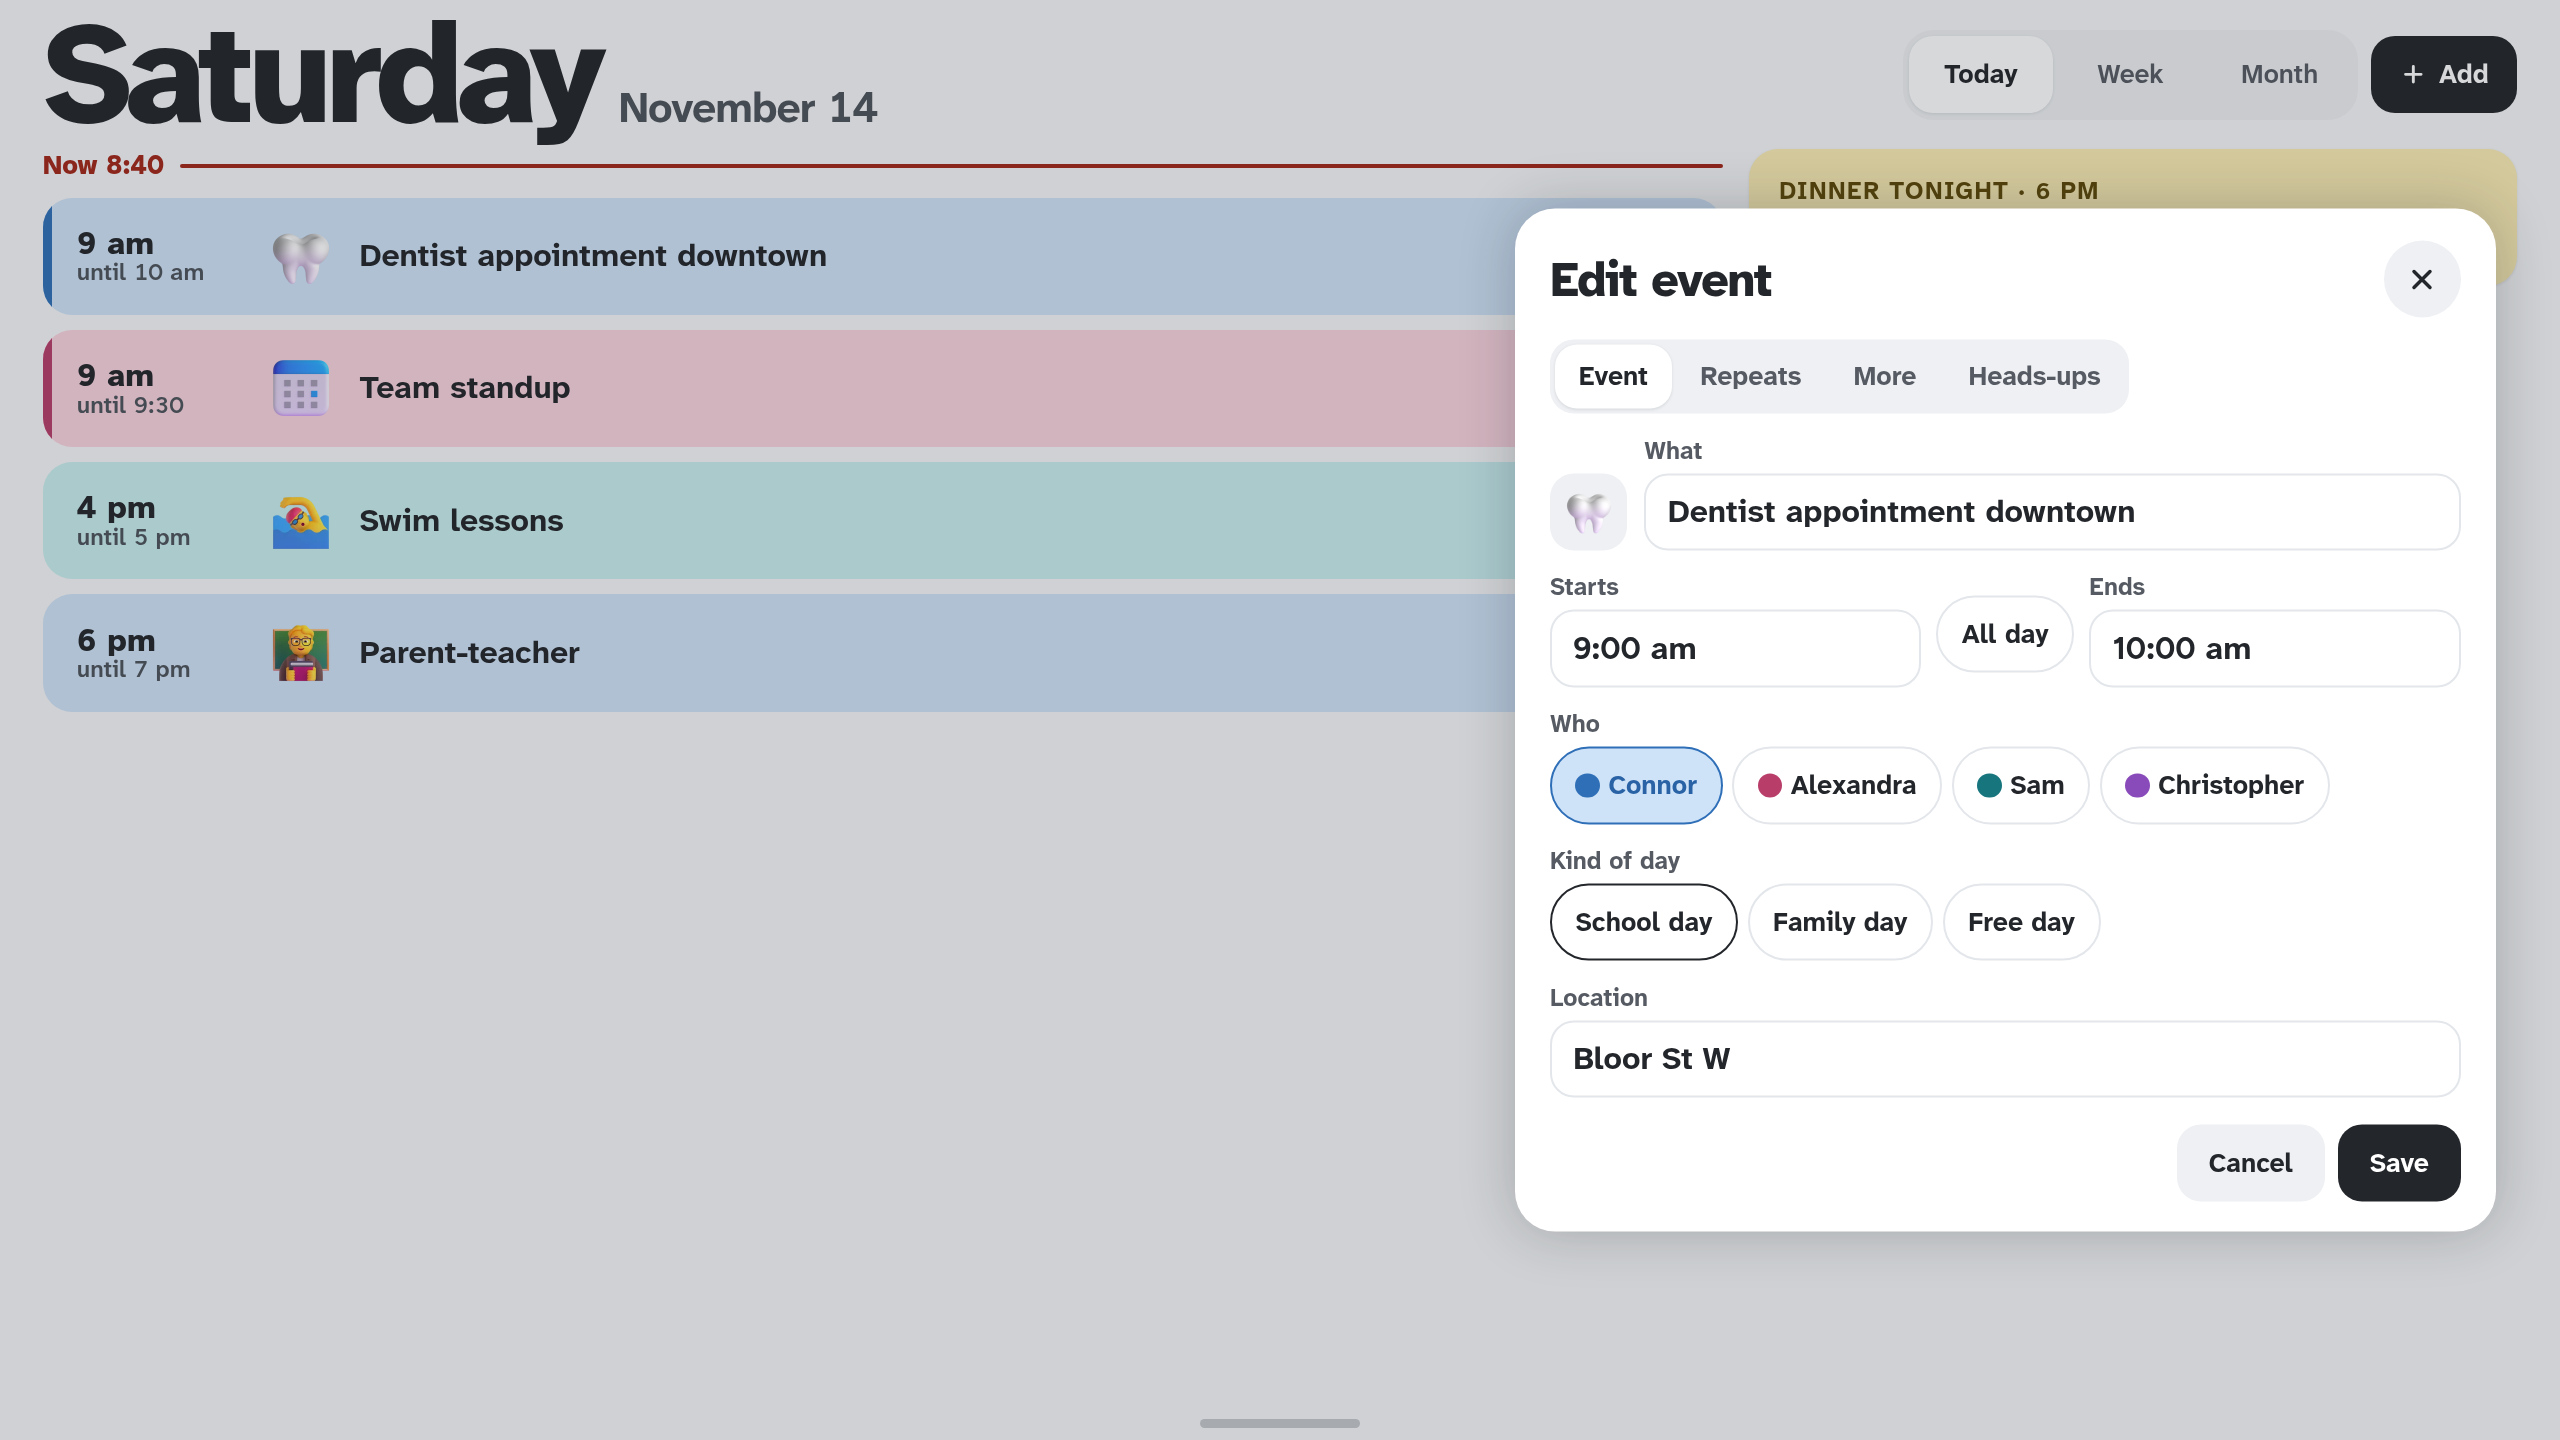 Saturday November 14
Today Week Month + Add
Now 8:40
DINNER TONIGHT · 6 PM
9 am
until 10 am
Dentist appointment downtown
9 am
until 9:30
Team standup
4 pm
until 5 pm
Swim lessons
6 pm
until 7 pm
Parent-teacher
Edit event
Event Repeats More Heads-ups
What
Dentist appointment downtown
Starts
9:00 am
All day
Ends
10:00 am
Who
Connor Alexandra Sam Christopher
Kind of day
School day Family day Free day
Location
Bloor St W
Cancel Save